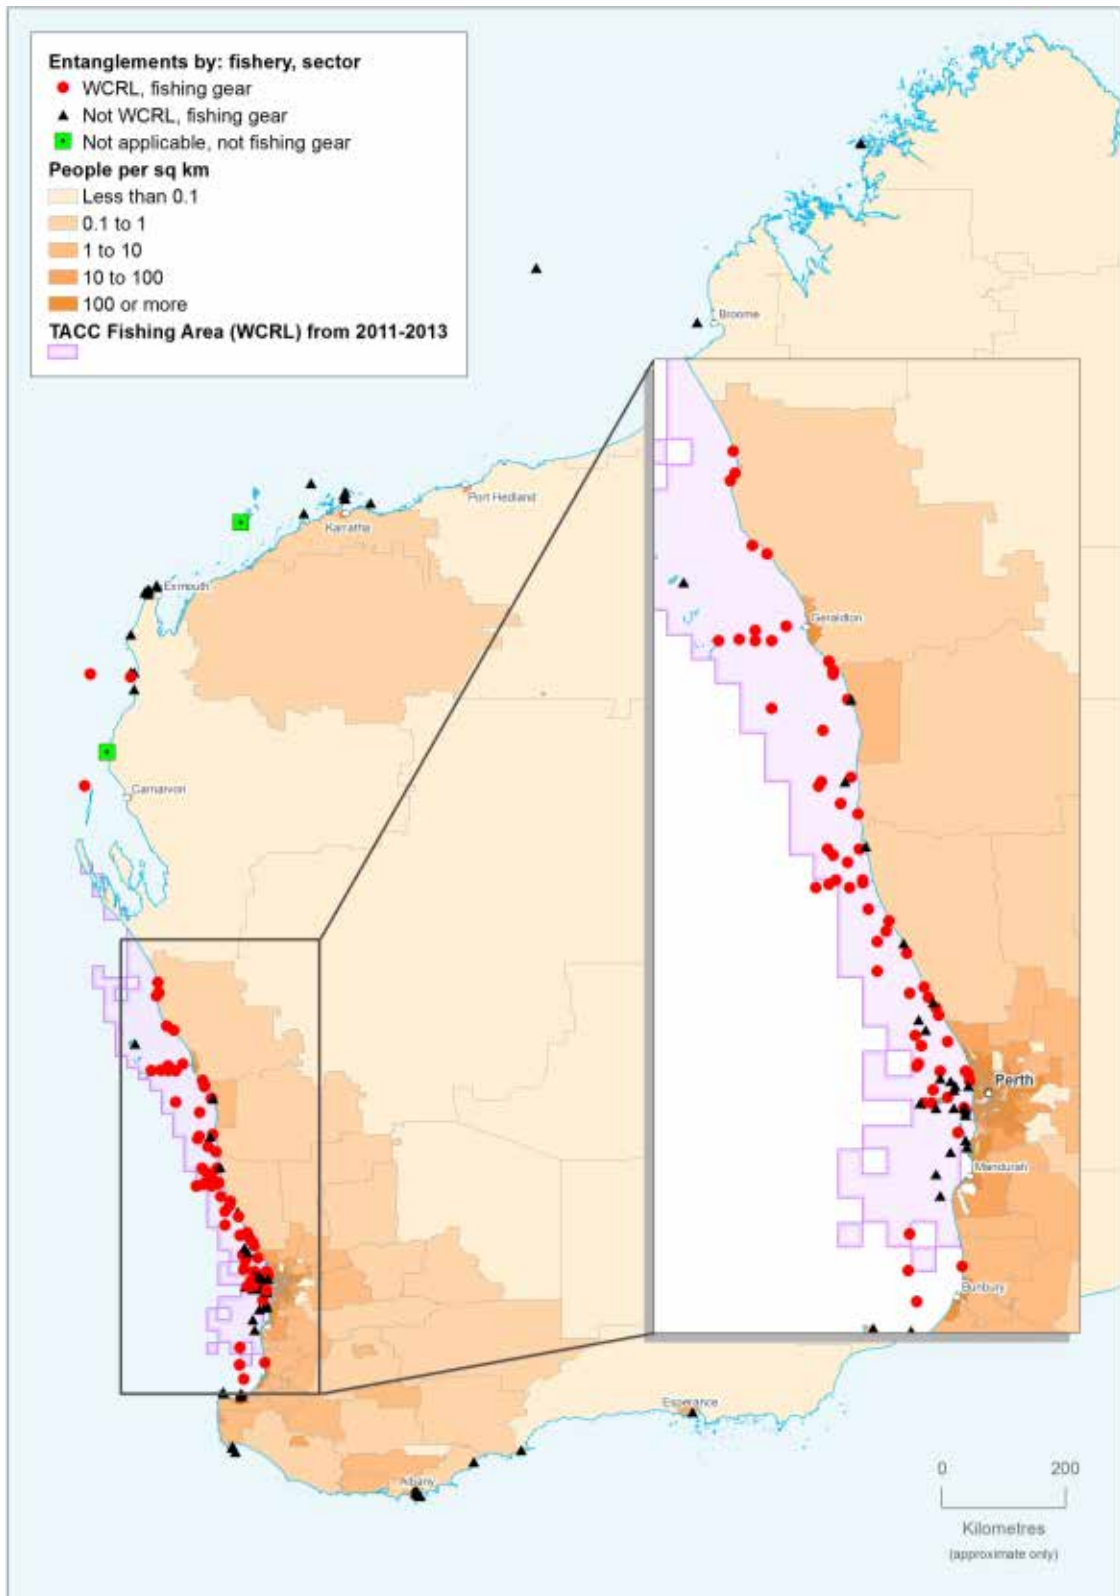 Entanglements by: fishery, sector
WCRL, fishing gear
Not WCRL, fishing gear
Not applicable, not fishing gear
People per sq km
Less than 0.1
0.1 to 1
1 to 10
10 to 100
100 or more
TACC Fishing Area (WCRL) from 2011-2013
Broome
Port Hedland
Karratha
Exmouth
Carnarvon
Geraldton
Perth
Mandurah
Bunbury
Esperance
Albany
0 200
Kilometres
(approximate only)